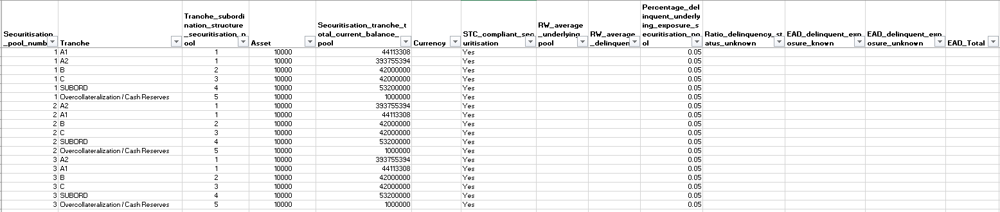 Securitisation_pool_numb Tranche Tranche_subordination_structure_securitisation_pool Asset Securitisation_tranche_total_current_balance_pool Currency STC_compliant_securitisation RW_average_underlying_pool RW_average_delinquen Percentage_delinquent_underlying_exposure_securitisation_pool Ratio_delinquency_status_unknown EAD_delinquent_exposure_known EAD_delinquent_exposure_unknown EAD_Total
1 A1 1 10000 44113308 Yes 0.05
1 A2 1 10000 393755394 Yes 0.05
1 B 2 10000 42000000 Yes 0.05
1 C 3 10000 42000000 Yes 0.05
1 SUBORD 4 10000 53200000 Yes 0.05
1 Overcollateralization / Cash Reserves 5 10000 1000000 Yes 0.05
2 A2 1 10000 393755394 Yes 0.05
2 A1 1 10000 44113308 Yes 0.05
2 B 2 10000 42000000 Yes 0.05
2 C 3 10000 42000000 Yes 0.05
2 SUBORD 4 10000 53200000 Yes 0.05
2 Overcollateralization / Cash Reserves 5 10000 1000000 Yes 0.05
3 A2 1 10000 393755394 Yes 0.05
3 A1 1 10000 44113308 Yes 0.05
3 B 2 10000 42000000 Yes 0.05
3 C 3 10000 42000000 Yes 0.05
3 SUBORD 4 10000 53200000 Yes 0.05
3 Overcollateralization / Cash Reserves 5 10000 1000000 Yes 0.05